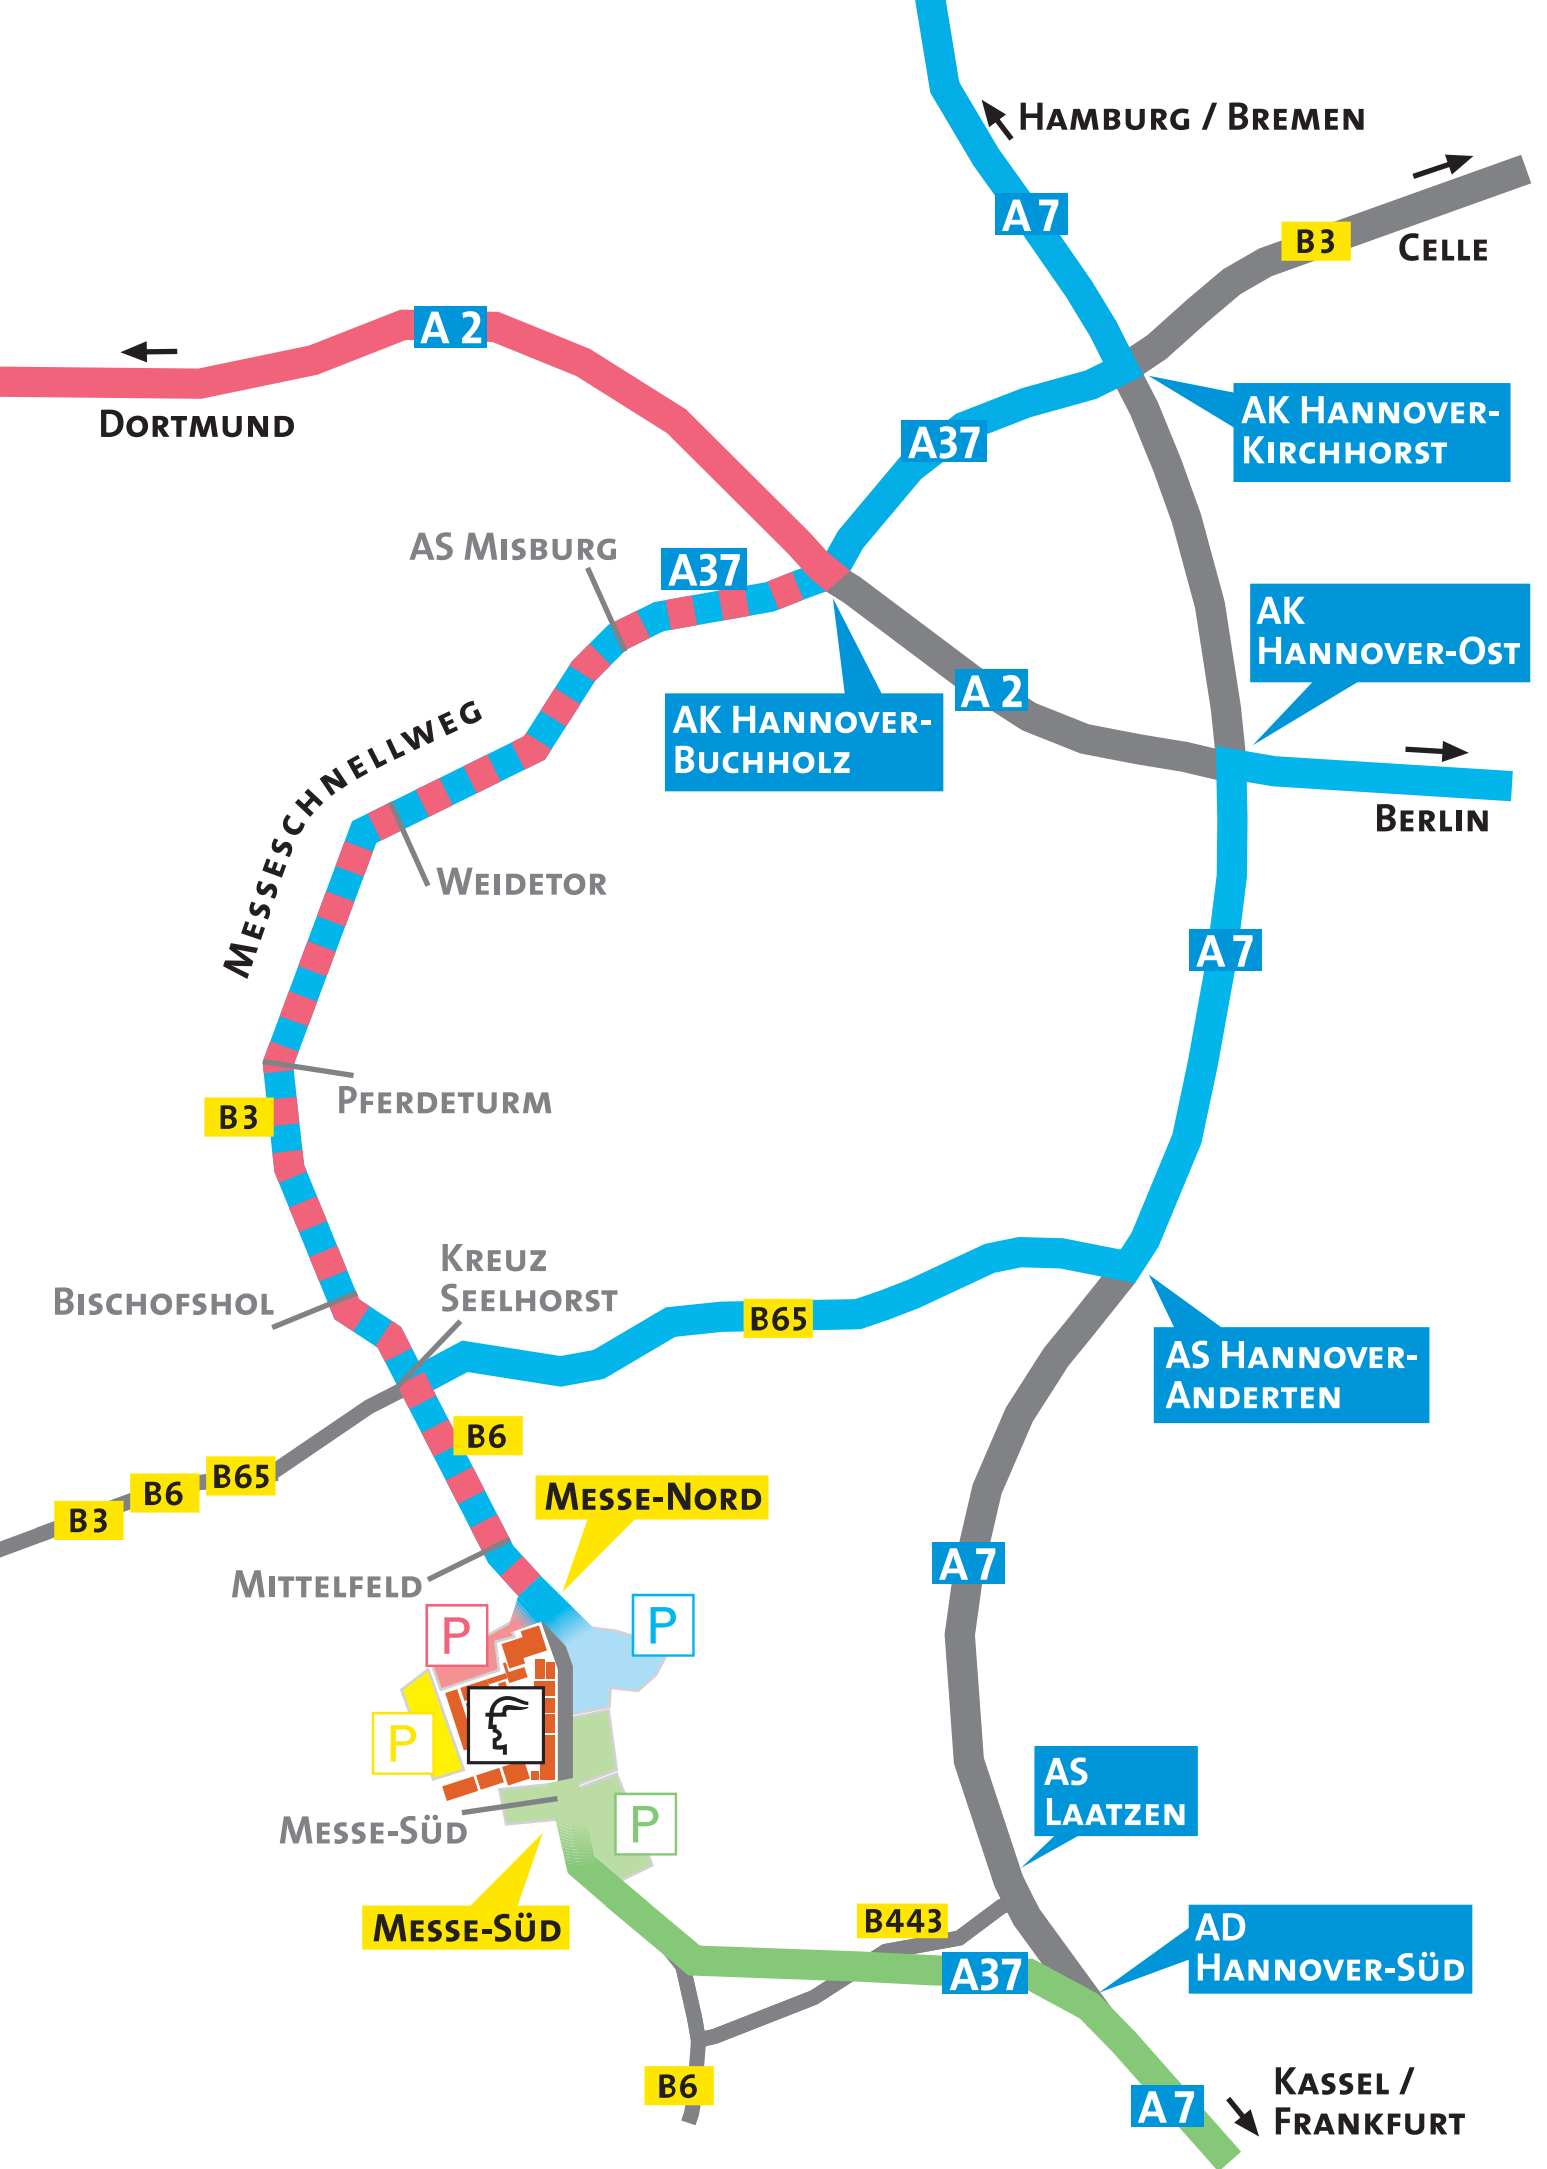 HAMBURG / BREMEN
A 7
B3
CELLE
A 2
DORTMUND
AK HANNOVER-
KIRCHHORST
A37
AS MISBURG
A37
AK
HANNOVER-OST
A 2
AK HANNOVER-
BUCHHOLZ
MESSESCHNELLWEG
BERLIN
WEIDETOR
A 7
PFERDETURM
B3
KREUZ
SEELHORST
BISCHOFSHOL
B65
AS HANNOVER-
ANDERTEN
B6
B65
B6
B3
MESSE-NORD
A 7
MITTELFELD
P
P
P
AS
LAATZEN
P
MESSE-SÜD
MESSE-SÜD
B443
AD
HANNOVER-SÜD
A37
B6
A 7
KASSEL /
FRANKFURT